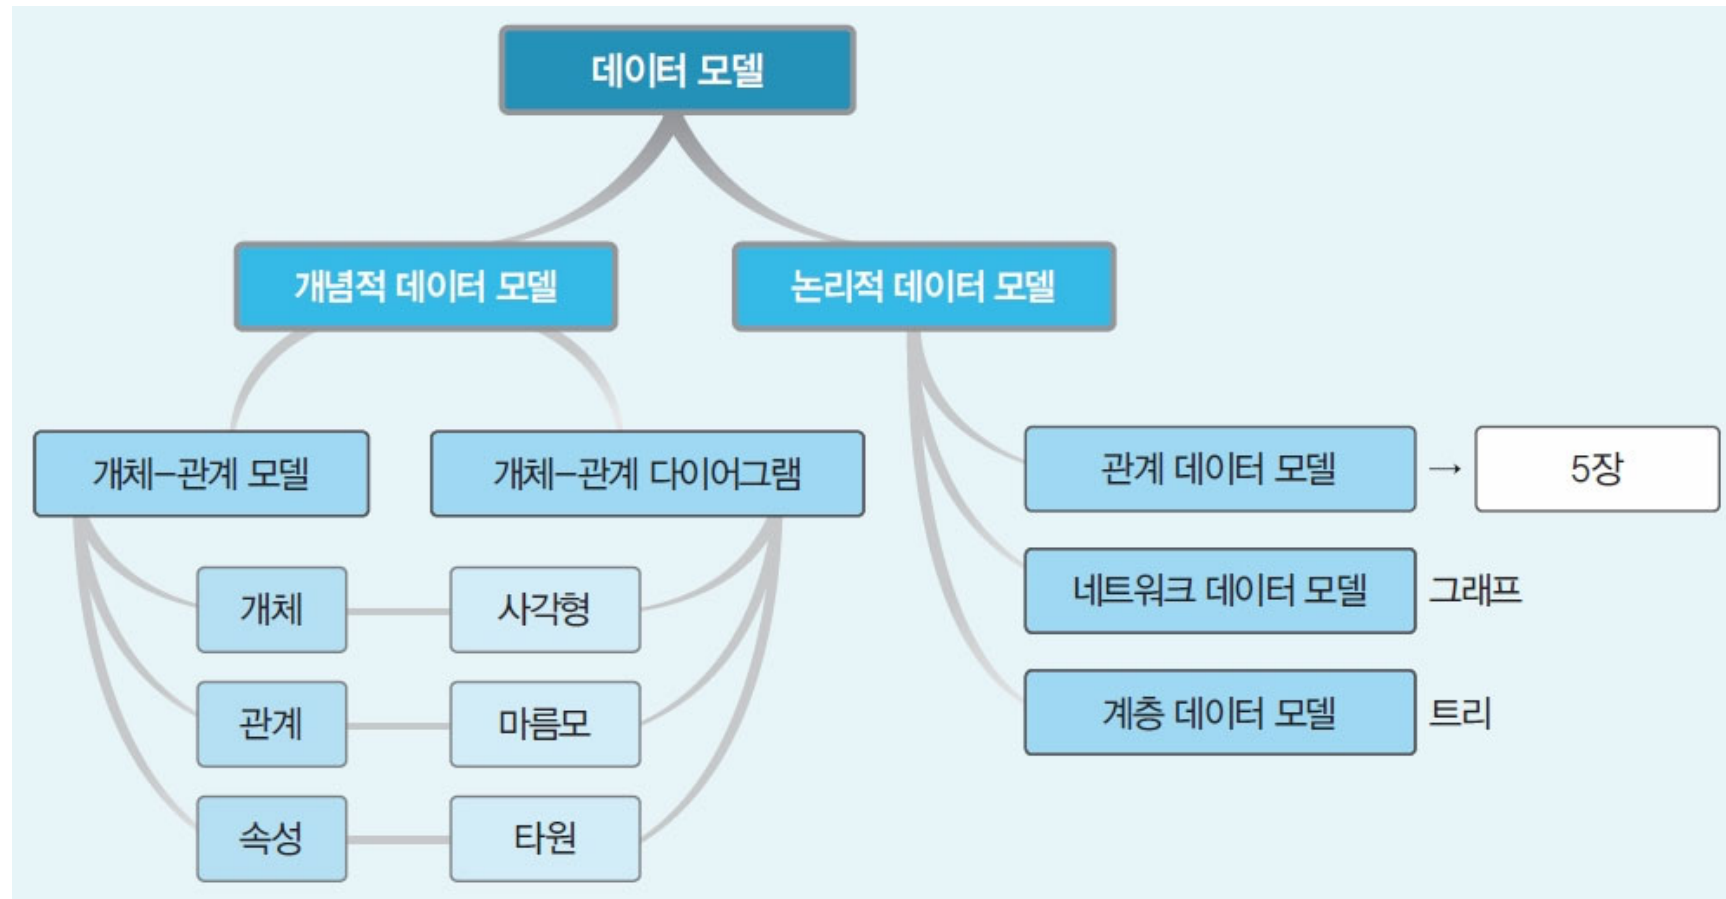 데이터 모델
개념적 데이터 모델
논리적 데이터 모델
개체-관계 모델
개체-관계 다이어그램
개체
사각형
관계
마름모
속성
타원
관계 데이터 모델 → 5장
네트워크 데이터 모델 그래프
계층 데이터 모델 트리